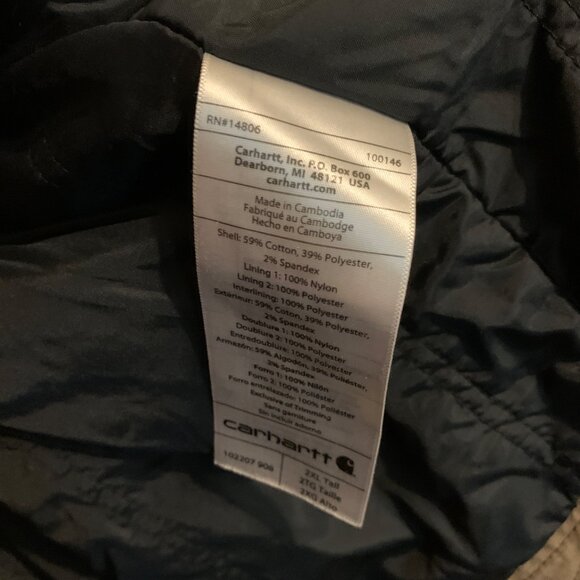 RN#14806 100146
Carhartt, Inc. P.O. Box 600
Dearborn, MI 48121 USA
carhartt.com
Made in Cambodia
Fabriqué au Cambodge
Hecho en Camboya
Shell: 59% Cotton, 39% Polyester,
2% Spandex
Lining 1: 100% Nylon
Lining 2: 100% Polyester
Interlining: 100% Polyester
Extérieur: 59% Coton, 39% Polyester,
2% Spandex
Doublure 1: 100% Nylon
Doublure 2: 100% Polyester
Entredoublure: 100% Polyester
Armazón: 59% Algodón, 39% Poliéster,
2% Spandex
Forro 1: 100% Nilón
Forro 2: 100% Poliéster
Forro entrelazado: 100% Poliéster
Exclusive of Trimming
Sans garniture
Sin incluir adorno
carhartt
102207 908
2XL Tall
2TG Taille
2XG Alto